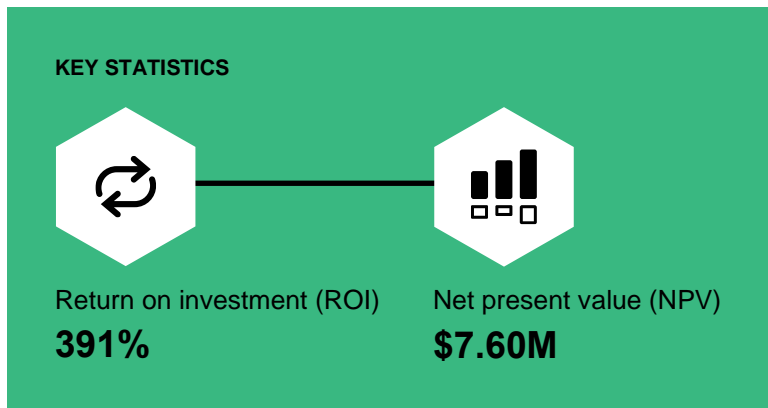 KEY STATISTICS
Return on investment (ROI)
391%
Net present value (NPV)
$7.60M